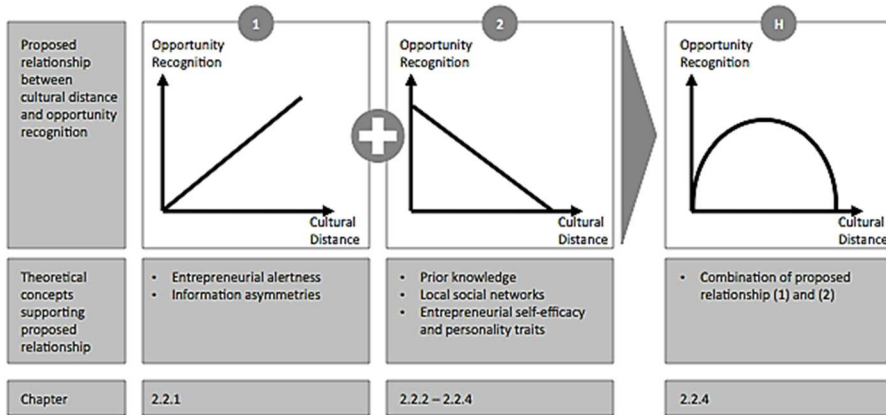 1
2
H
Proposed
relationship
between
cultural distance
and opportunity
recognition
Opportunity
Recognition
Cultural
Distance
Opportunity
Recognition
Cultural
Distance
Opportunity
Recognition
Cultural
Distance
Theoretical
concepts
supporting
proposed
relationship
• Entrepreneurial alertness
• Information asymmetries
• Prior knowledge
• Local social networks
• Entrepreneurial self-efficacy
and personality traits
• Combination of proposed
relationship (1) and (2)
Chapter
2.2.1
2.2.2 – 2.2.4
2.2.4